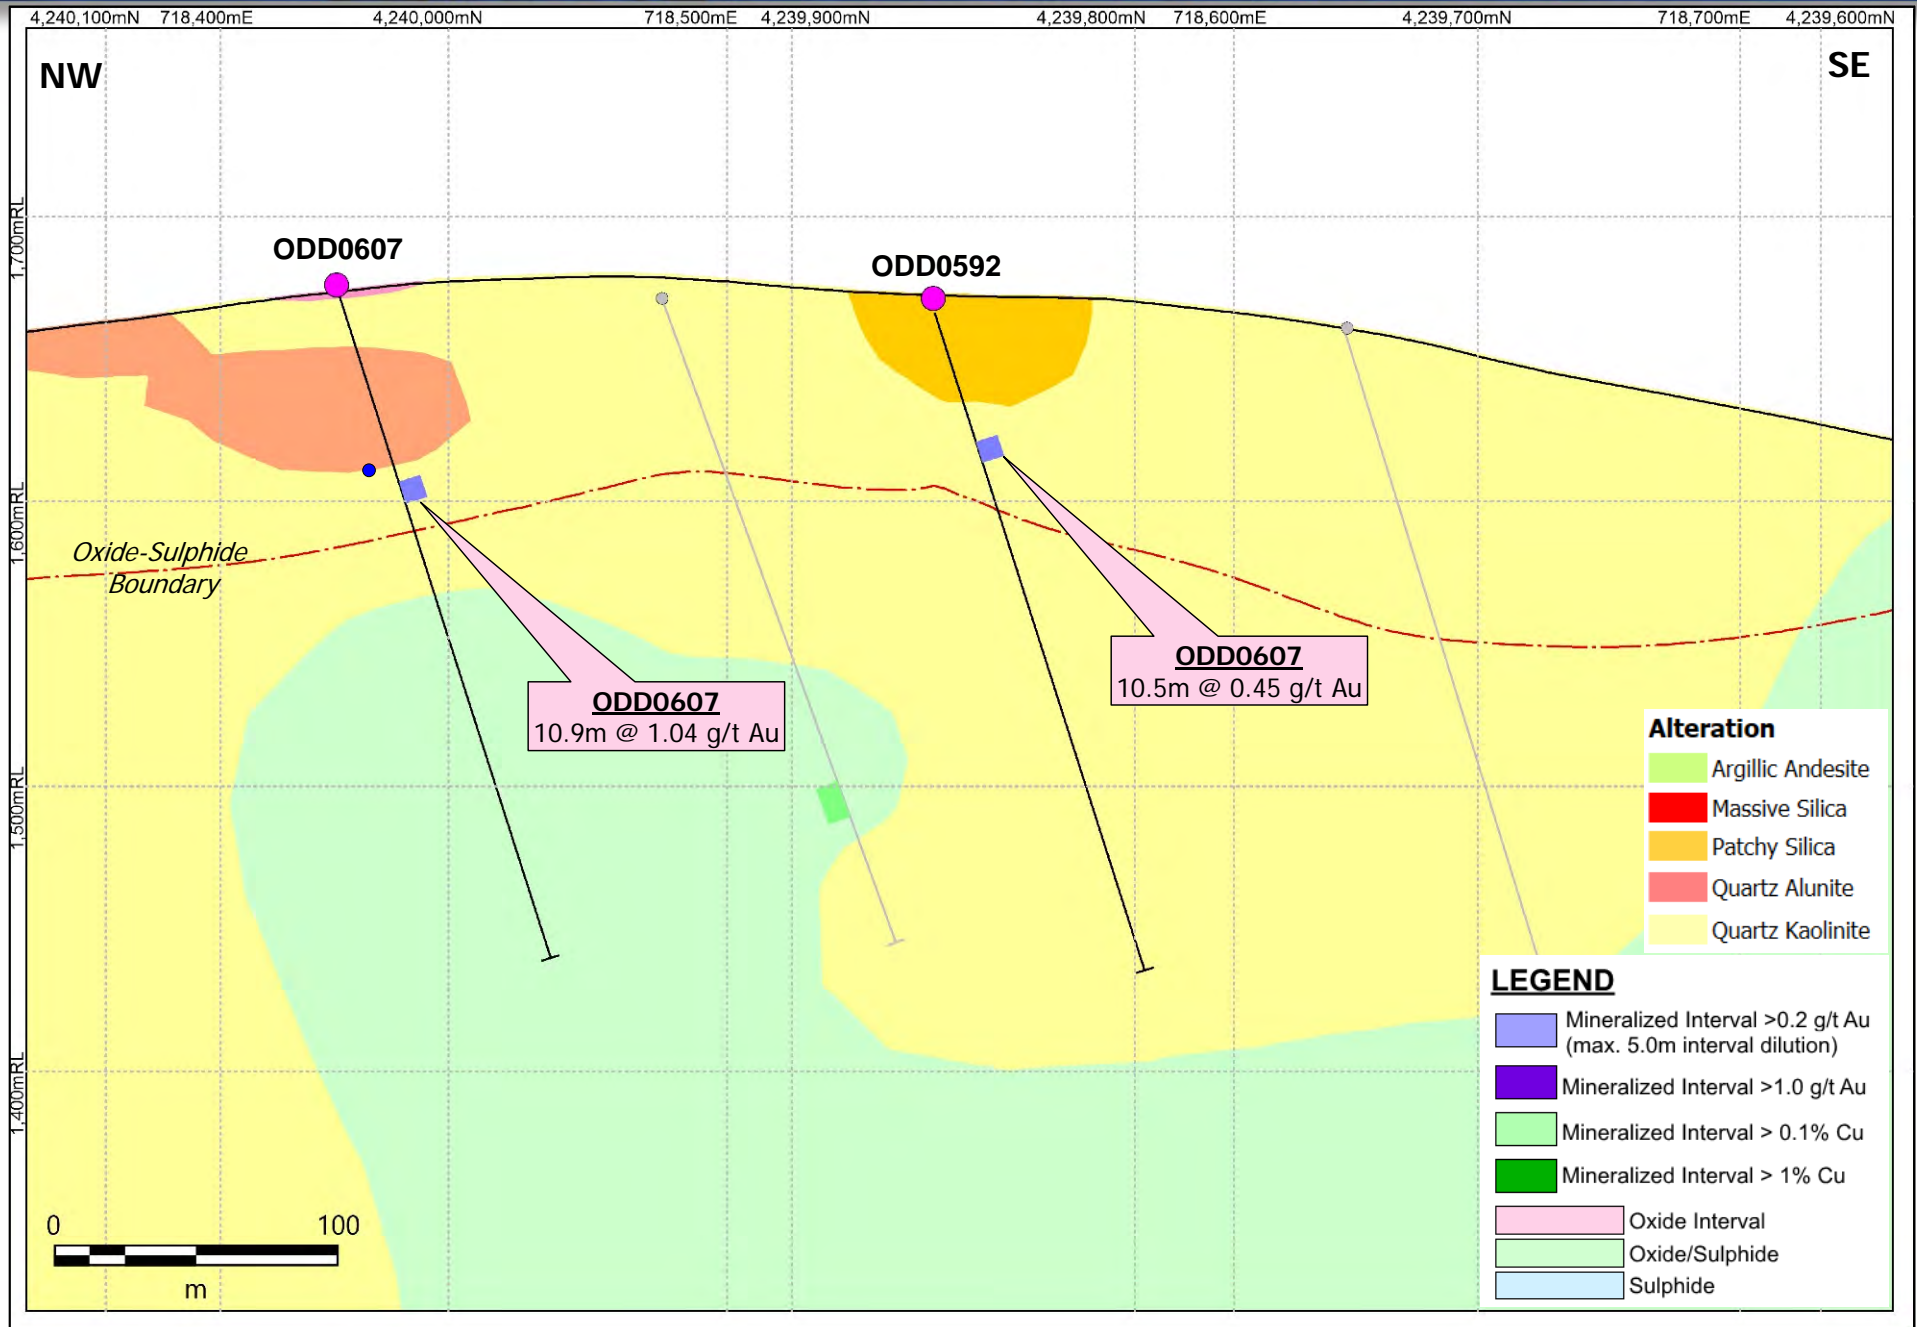 4,240,100mN 718,400mE 4,240,000mN 718,500mE 4,239,900mN 4,239,800mN 718,600mE 4,239,700mN 718,700mE 4,239,600mN
NW
SE
1,700mRL
ODD0607
ODD0592
1,600mRL
Oxide-Sulphide
Boundary
ODD0607
10.5m @ 0.45 g/t Au
ODD0607
10.9m @ 1.04 g/t Au
1,500mRL
1,400mRL
Alteration
Argillic Andesite
Massive Silica
Patchy Silica
Quartz Alunite
Quartz Kaolinite
LEGEND
Mineralized Interval >0.2 g/t Au
(max. 5.0m interval dilution)
Mineralized Interval >1.0 g/t Au
Mineralized Interval > 0.1% Cu
Mineralized Interval > 1% Cu
Oxide Interval
Oxide/Sulphide
Sulphide
0 100
m